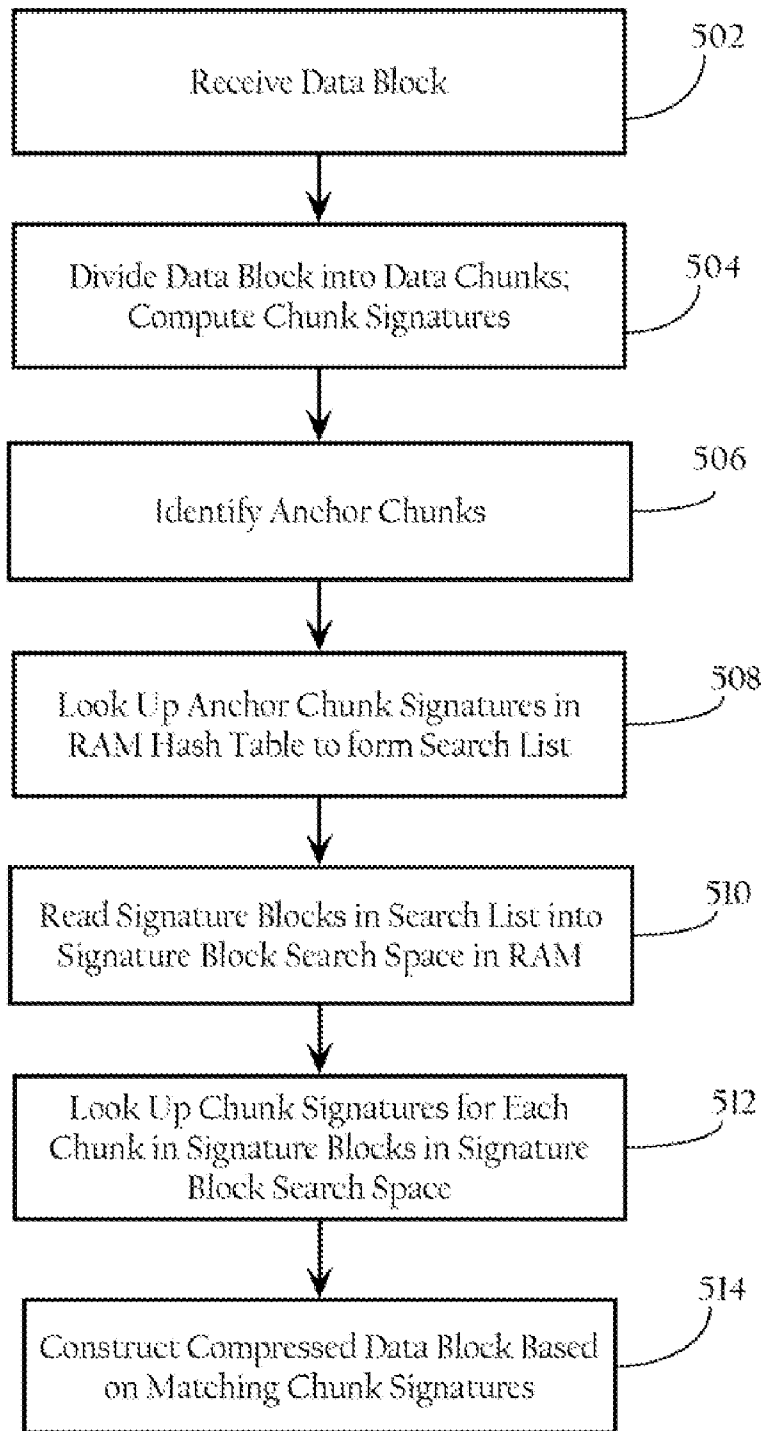 502
Receive Data Block
504
Divide Data Block into Data Chunks;
Compute Chunk Signatures
506
Identify Anchor Chunks
508
Look Up Anchor Chunk Signatures in
RAM Hash Table to form Search List
510
Read Signature Blocks in Search List into
Signature Block Search Space in RAM
512
Look Up Chunk Signatures for Each
Chunk in Signature Blocks in Signature
Block Search Space
514
Construct Compressed Data Block Based
on Matching Chunk Signatures